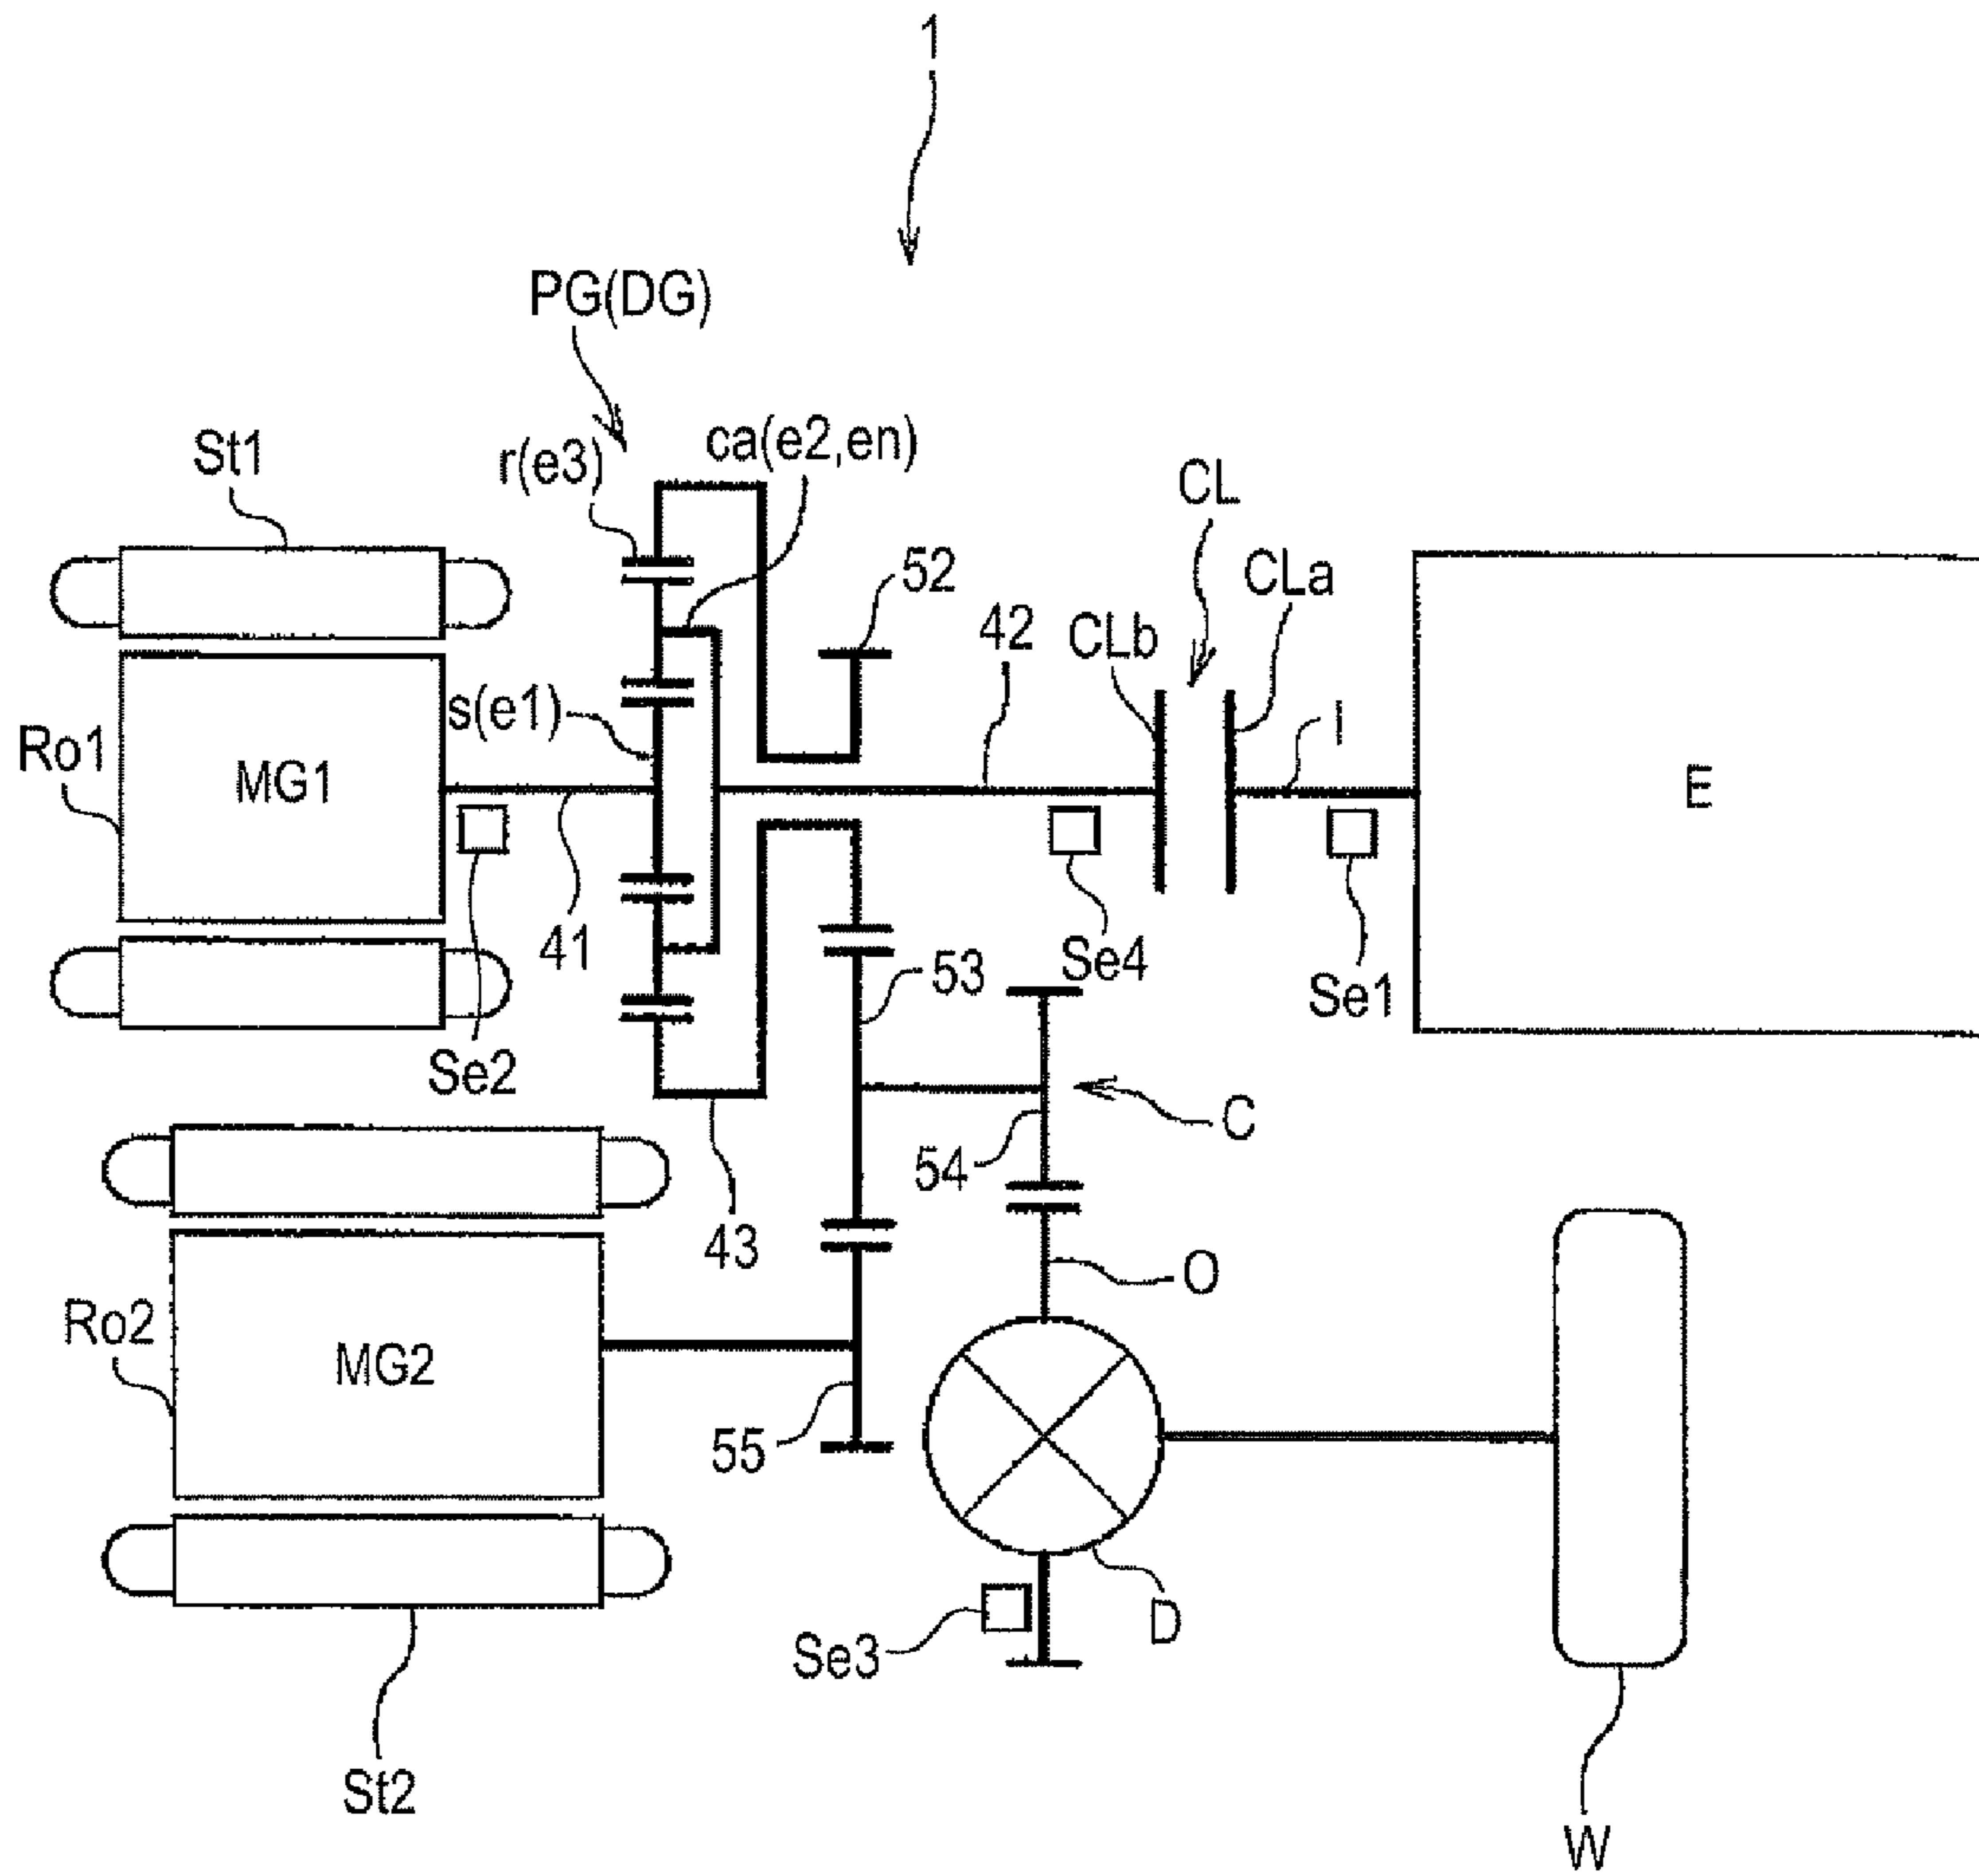 1
PG(DG)
St1
r(e3)
ca(e2,en)
CL
52
CLa
42
CLb
s(e1)
I
Ro1
MG1
E
41
53
Se4
Se1
Se2
C
54
43
O
Ro2
MG2
55
Se3
D
St2
W